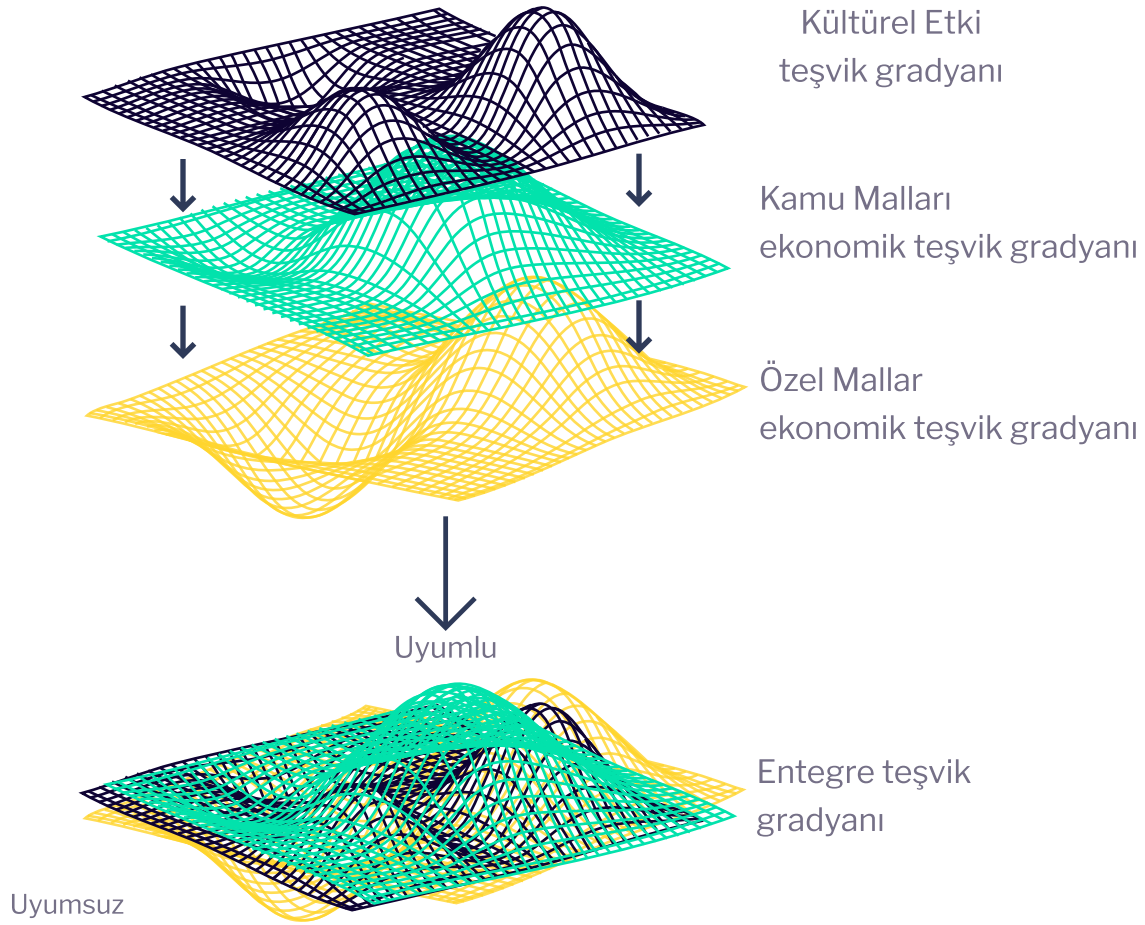 Kültürel Etki
teşvik gradyanı
Kamu Malları
ekonomik teşvik gradyanı
Özel Mallar
ekonomik teşvik gradyanı
Uyumlu
Entegre teşvik
gradyanı
Uyumsuz